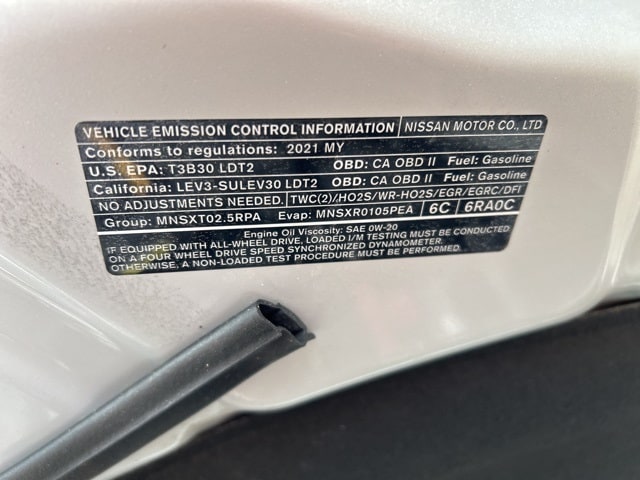 VEHICLE EMISSION CONTROL INFORMATION NISSAN MOTOR CO., LTD
Conforms to regulations: 2021 MY
U.S. EPA: T3B30 LDT2 OBD: CA OBD II Fuel: Gasoline
California: LEV3-SULEV30 LDT2 OBD: CA OBD II Fuel: Gasoline
NO ADJUSTMENTS NEEDED. TWC(2)/HO2S/WR-HO2S/EGR/EGRC/DFI
Group: MNSXT02.5RPA Evap: MNSXR0105PEA 6C 6RA0C
Engine Oil Viscosity: SAE 0W-20
IF EQUIPPED WITH ALL-WHEEL DRIVE, LOADED I/M TESTING MUST BE CONDUCTED
ON A FOUR WHEEL DRIVE SPEED SYNCHRONIZED DYNAMOMETER.
OTHERWISE, A NON-LOADED TEST PROCEDURE MUST BE PERFORMED.